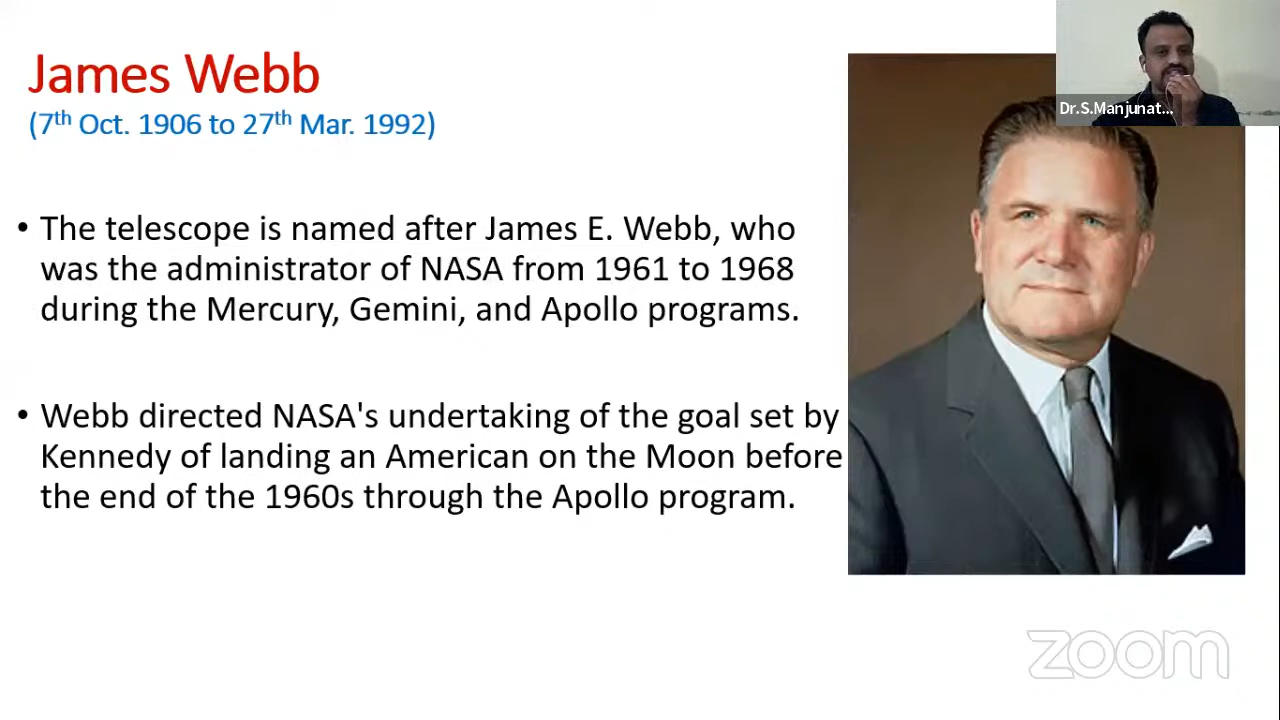 James Webb
(7th Oct. 1906 to 27th Mar. 1992)
Dr.S.Manjunat...
• The telescope is named after James E. Webb, who
was the administrator of NASA from 1961 to 1968
during the Mercury, Gemini, and Apollo programs.
• Webb directed NASA's undertaking of the goal set by
Kennedy of landing an American on the Moon before
the end of the 1960s through the Apollo program.
zoom